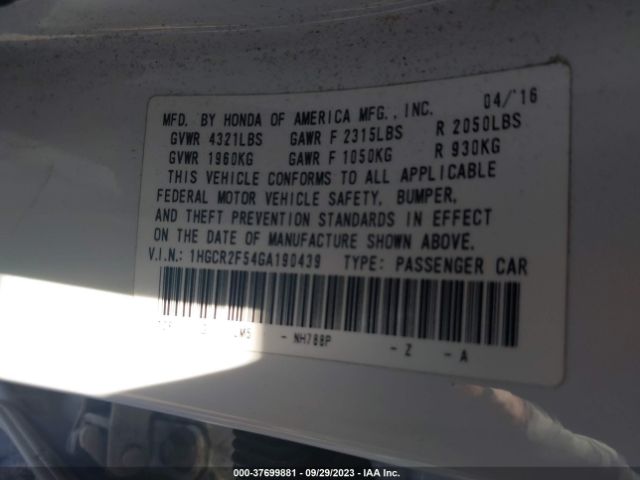 MFD. BY HONDA OF AMERICA MFG., INC. 04/'16
GVWR 4321LBS GAWR F 2315LBS R 2050LBS
GVWR 1960KG GAWR F 1050KG R 930KG
THIS VEHICLE CONFORMS TO ALL APPLICABLE
FEDERAL MOTOR VEHICLE SAFETY, BUMPER,
AND THEFT PREVENTION STANDARDS IN EFFECT
ON THE DATE OF MANUFACTURE SHOWN ABOVE.
V.I.N.: 1HGCR2F54GA190439 TYPE: PASSENGER CAR
- NH788P - Z - A
000-37699881 - 09/29/2023 - IAA Inc.